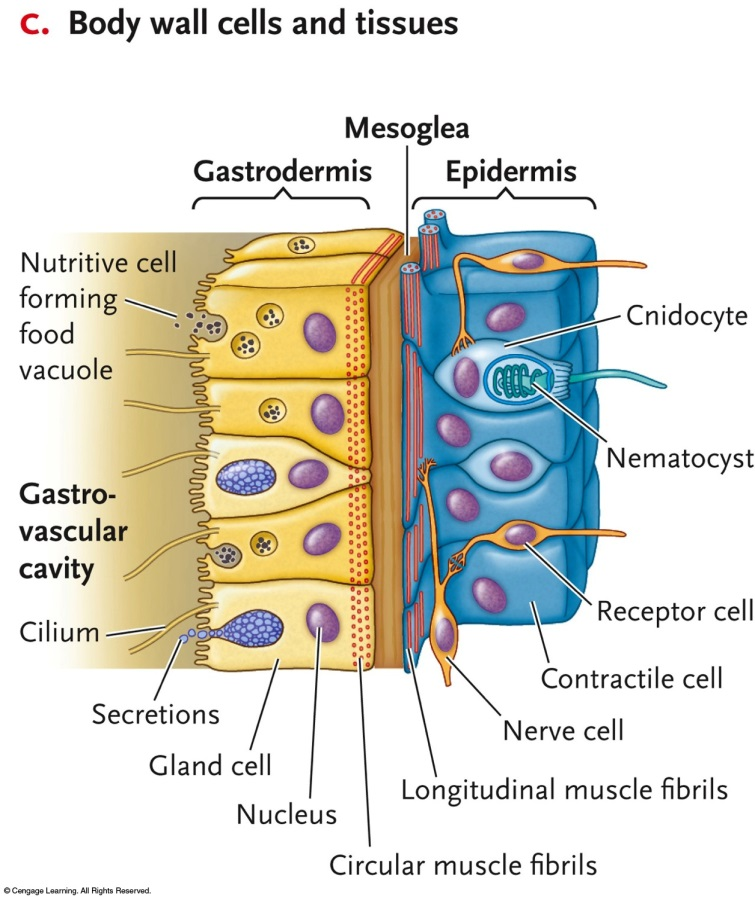 c. Body wall cells and tissues
Mesoglea
Gastrodermis
Epidermis
Nutritive cell
forming
food
vacuole
Cnidocyte
Nematocyst
Gastro-
vascular
cavity
Cilium
Receptor cell
Contractile cell
Secretions
Nerve cell
Gland cell
Longitudinal muscle fibrils
Nucleus
Circular muscle fibrils
© Cengage Learning. All Rights Reserved.